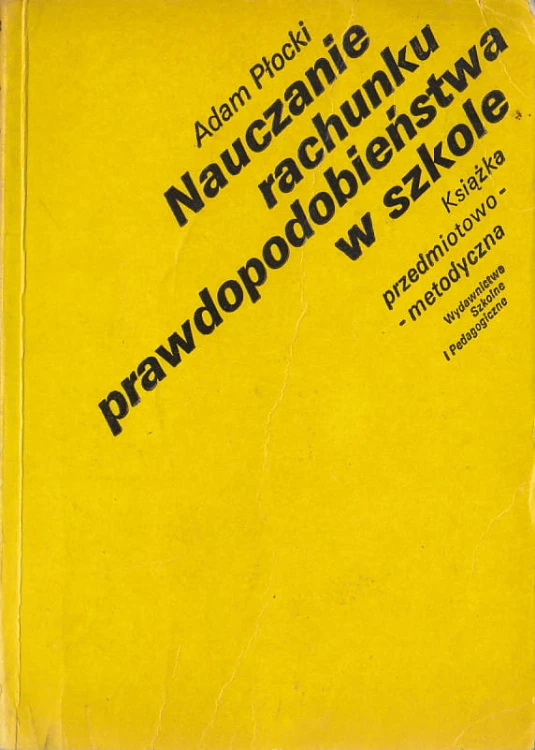 Adam Płocki
Nauczanie
rachunku
prawdopodobieństwa
w szkole
Książka
przedmiotowo -
- metodyczna
Wydawnictwa
Szkolne
i Pedagogiczne